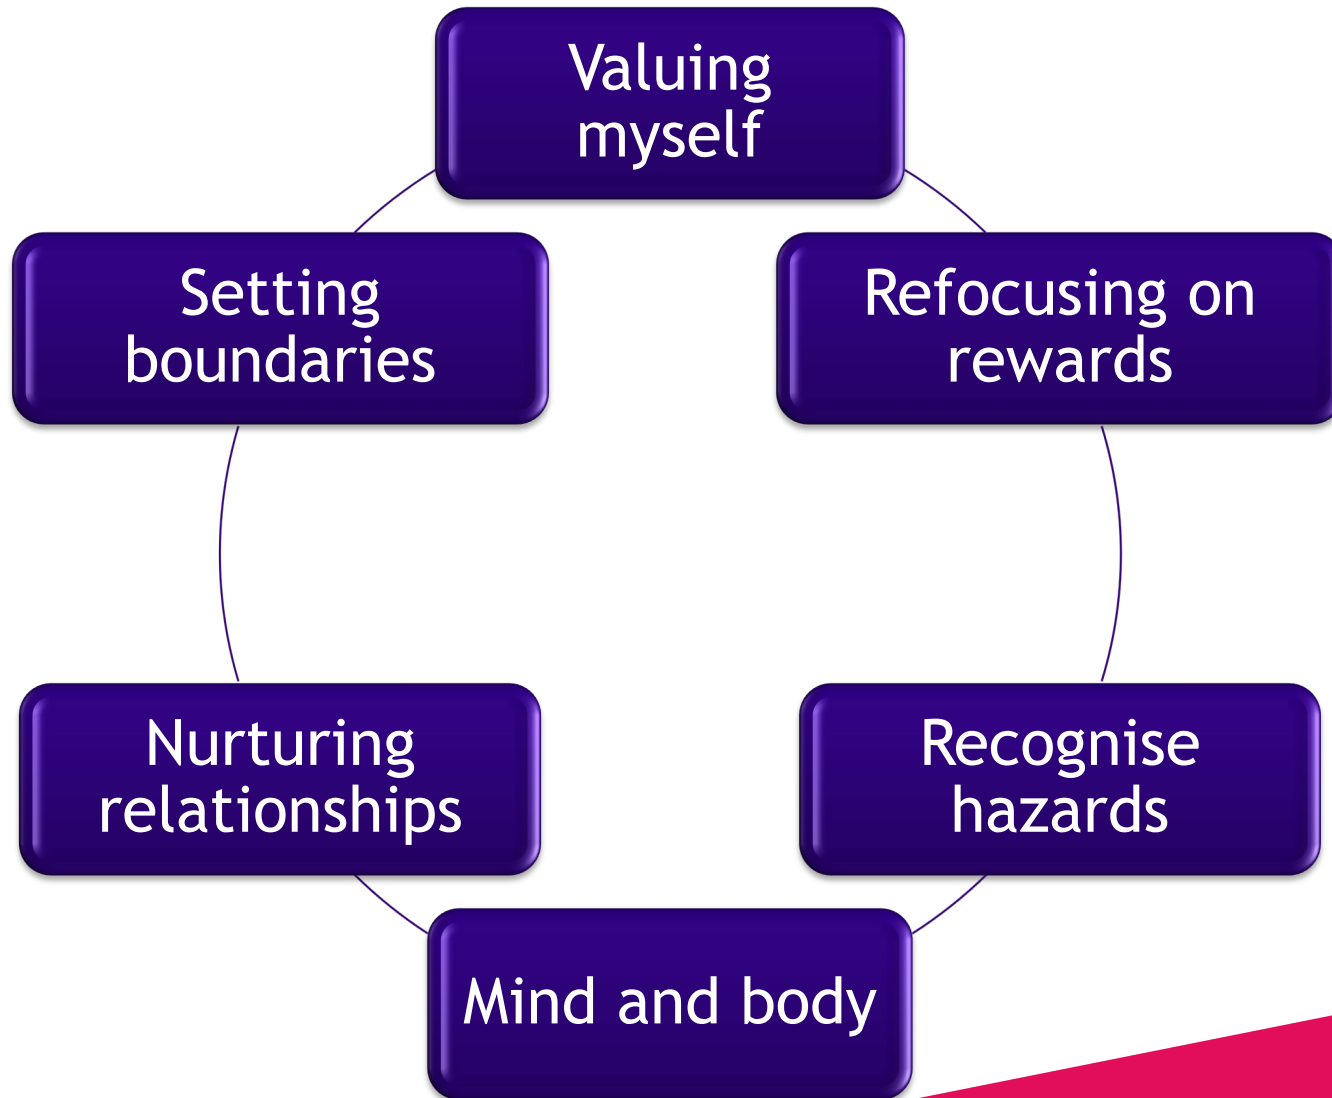 Valuing
myself
Refocusing on
rewards
Recognise
hazards
Mind and body
Nurturing
relationships
Setting
boundaries